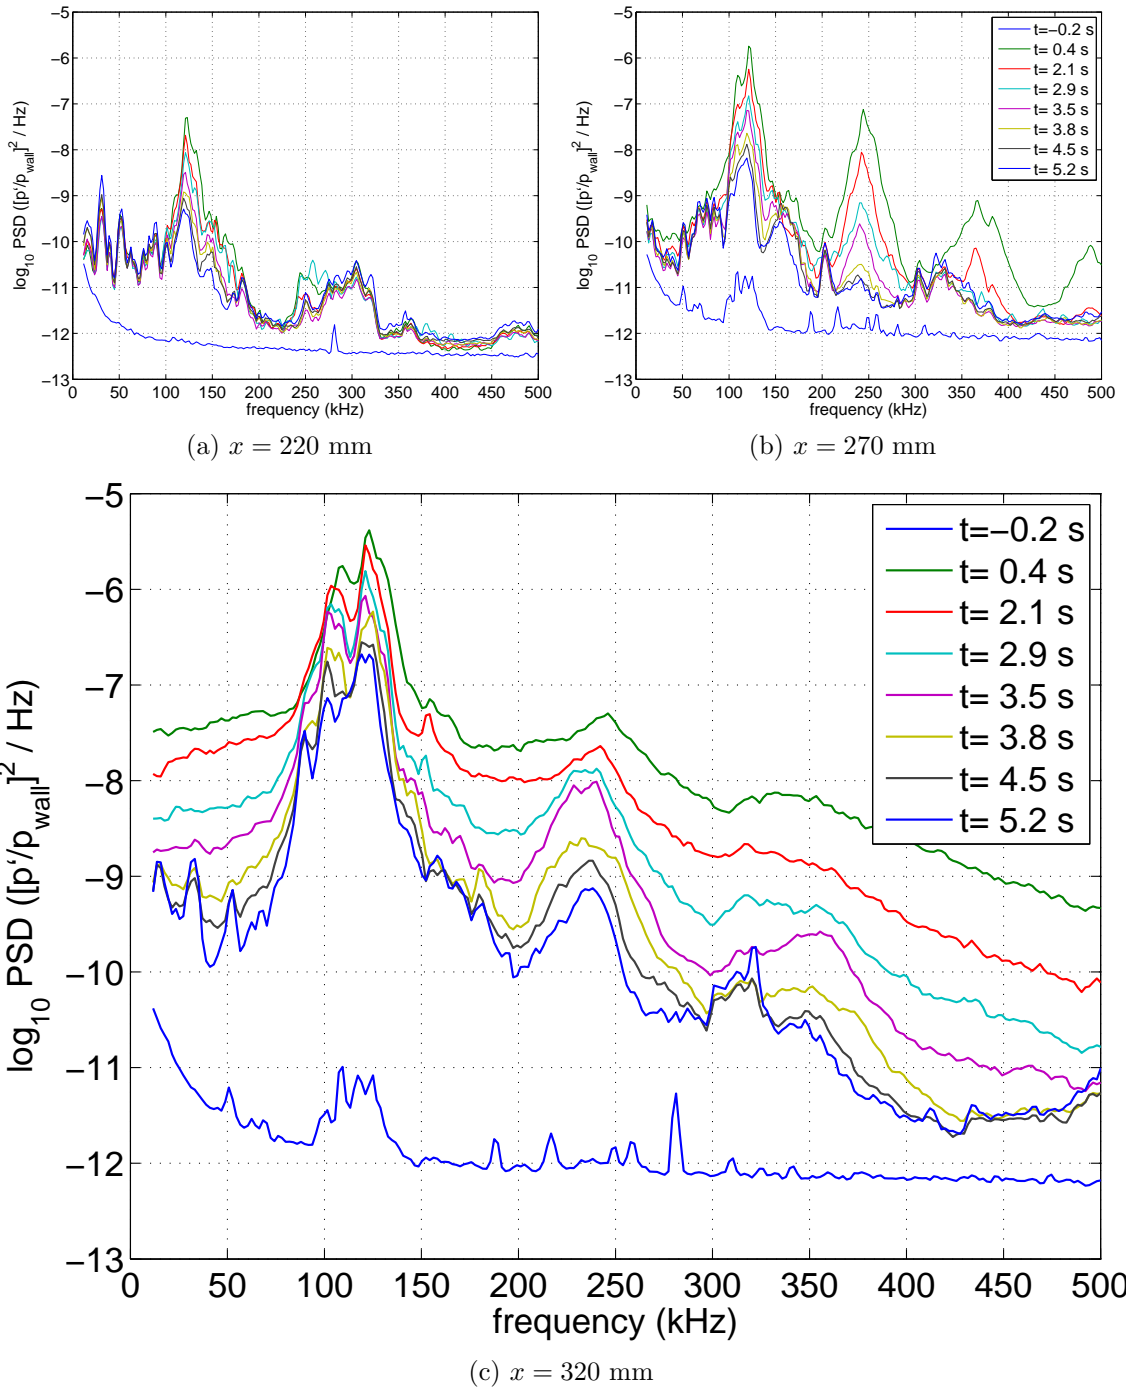 −5
−6
−7
−8
−9
−10
−11
−12
−13
0 50 100 150 200 250 300 350 400 450 500
log10 PSD ([p‘/pwall]2 / Hz)
frequency (kHz)
(a) x = 220 mm
−5
−6
−7
−8
−9
−10
−11
−12
−13
0 50 100 150 200 250 300 350 400 450 500
log10 PSD ([p‘/pwall]2 / Hz)
frequency (kHz)
t=−0.2 s
t= 0.4 s
t= 2.1 s
t= 2.9 s
t= 3.5 s
t= 3.8 s
t= 4.5 s
t= 5.2 s
(b) x = 270 mm
−5
−6
−7
−8
−9
−10
−11
−12
−13
0 50 100 150 200 250 300 350 400 450 500
log10 PSD ([p‘/pwall]2 / Hz)
frequency (kHz)
t=−0.2 s
t= 0.4 s
t= 2.1 s
t= 2.9 s
t= 3.5 s
t= 3.8 s
t= 4.5 s
t= 5.2 s
(c) x = 320 mm